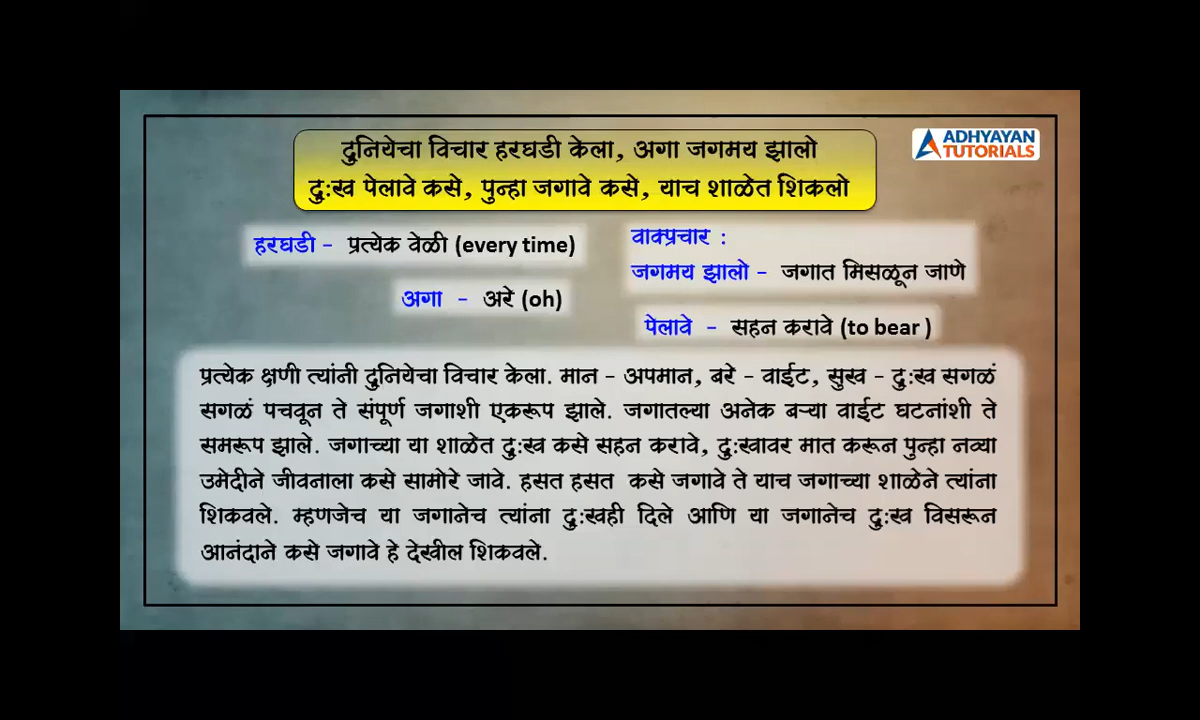 दुनियेचा विचार हरघडी केला, अगा जगमय झालो
दुःख पेलावे कसे, पुन्हा जगावे कसे, याच शाळेत शिकलो
ADHYAYAN
TUTORIALS
हरघडी - प्रत्येक वेळी (every time)
वाक्प्रचार :
जगमय झालो - जगात मिसळून जाणे
अगा - अरे (oh)
पेलावे - सहन करावे (to bear )
प्रत्येक क्षणी त्यांनी दुनियेचा विचार केला. मान - अपमान, बरे - वाईट, सुख - दुःख सगळं
सगळं पचवून ते संपूर्ण जगाशी एकरूप झाले. जगातल्या अनेक बऱ्या वाईट घटनांशी ते
समरूप झाले. जगाच्या या शाळेत दुःख कसे सहन करावे, दुःखावर मात करून पुन्हा नव्या
उमेदीने जीवनाला कसे सामोरे जावे. हसत हसत कसे जगावे ते याच जगाच्या शाळेने त्यांना
शिकवले. म्हणजेच या जगानेच त्यांना दुःखही दिले आणि या जगानेच दुःख विसरून
आनंदाने कसे जगावे हे देखील शिकवले.